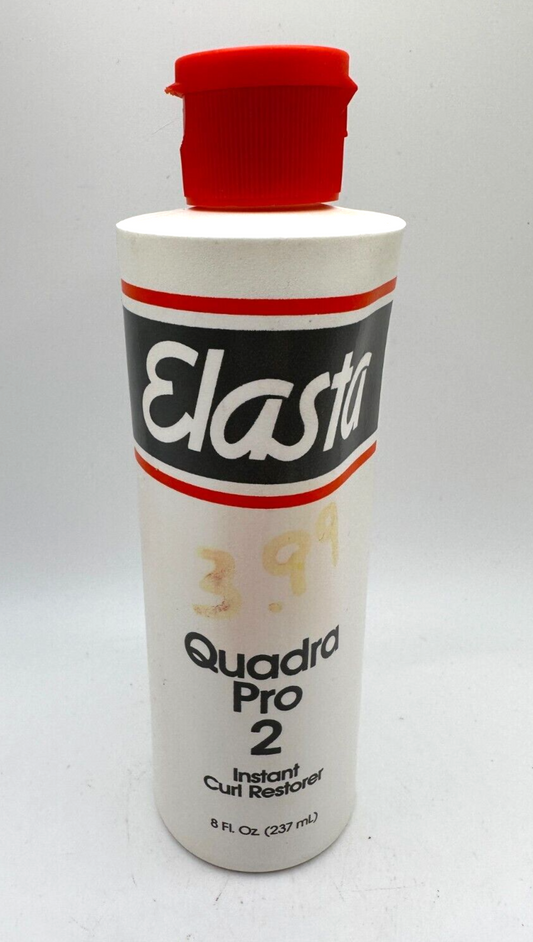 Elasta
3.99
Quadra
Pro
2
Instant
Curl Restorer
8 Fl. Oz. (237 mL)